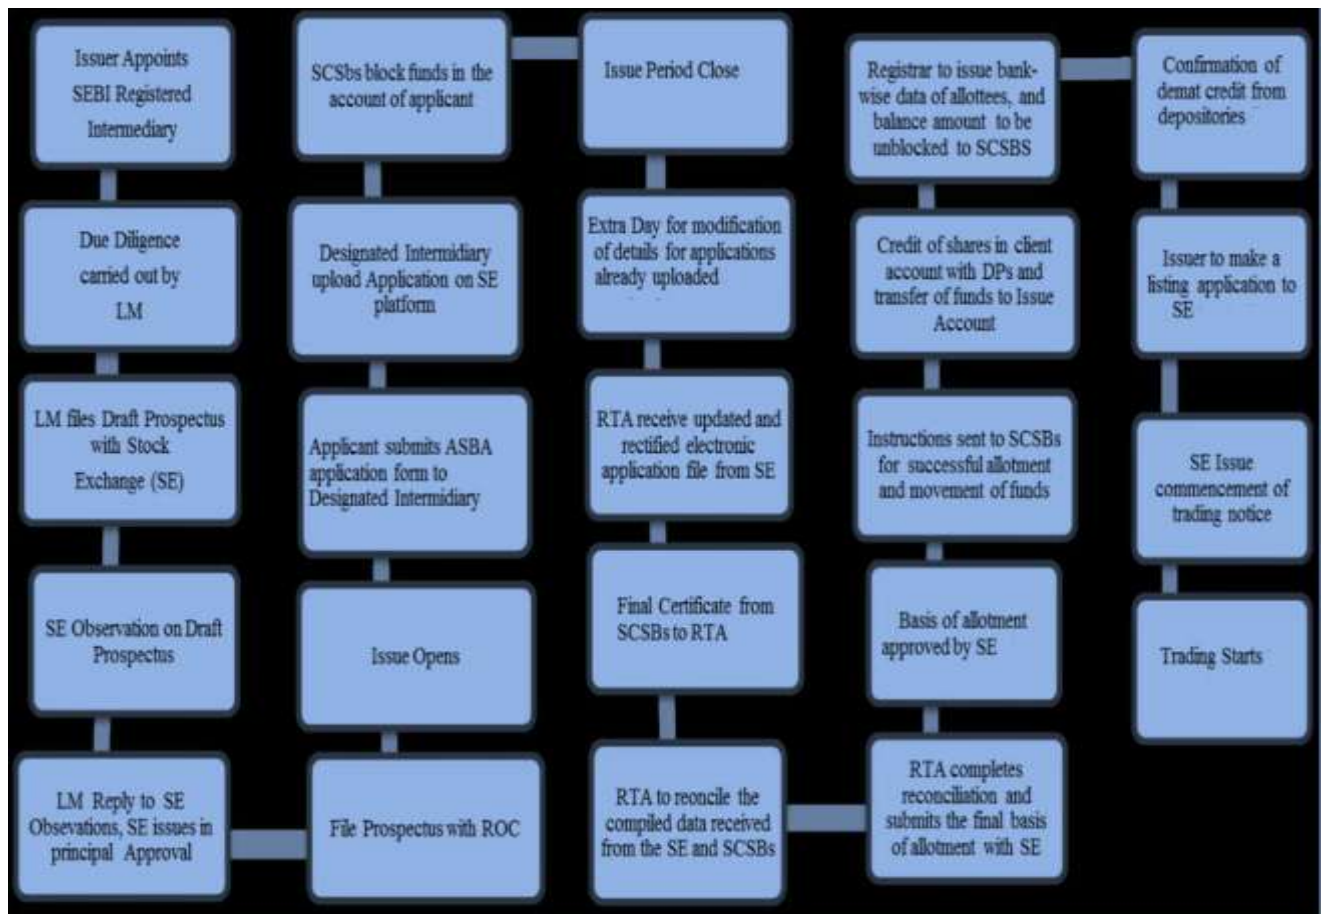 Issuer Appoints
SEBI Registered
Intermediary
Due Diligence
carried out by
LM
LM files Draft Prospectus
with Stock
Exchange (SE)
SE Observation on Draft
Prospectus
LM Reply to SE
Obsevations, SE issues in
principal Approval
File Prospectus with ROC
Issue Opens
Applicant submits ASBA
application form to
Designated Intermidiary
Designated Intermidiary
upload Application on SE
platform
SCSbs block funds in the
account of applicant
Issue Period Close
Extra Day for modification
of details for applications
already uploaded
RTA receive updated and
rectified electronic
application file from SE
Final Certificate from
SCSBs to RTA
RTA to reconcile the
compiled data received
from the SE and SCSBs
RTA completes
reconciliation and
submits the final basis
of allotment with SE
Basis of allotment
approved by SE
Instructions sent to SCSBs
for successful allotment
and movement of funds
Credit of shares in client
account with DPs and
transfer of funds to Issue
Account
Registrar to issue bank-
wise data of allottees, and
balance amount to be
unblocked to SCSBS
Confirmation of
demat credit from
depositories
Issuer to make a
listing application to
SE
SE Issue
commencement of
trading notice
Trading Starts